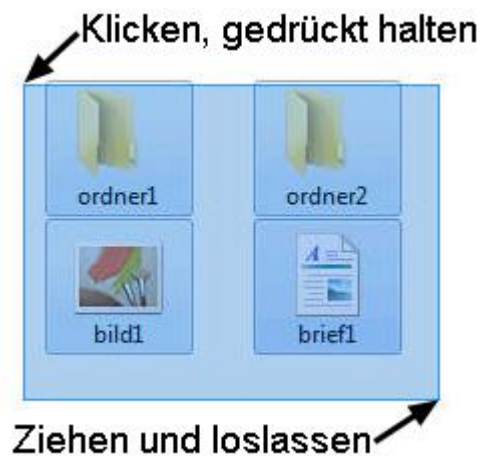 Klicken, gedrückt halten
ordner1 ordner2
bild1 brief1
Ziehen und loslassen